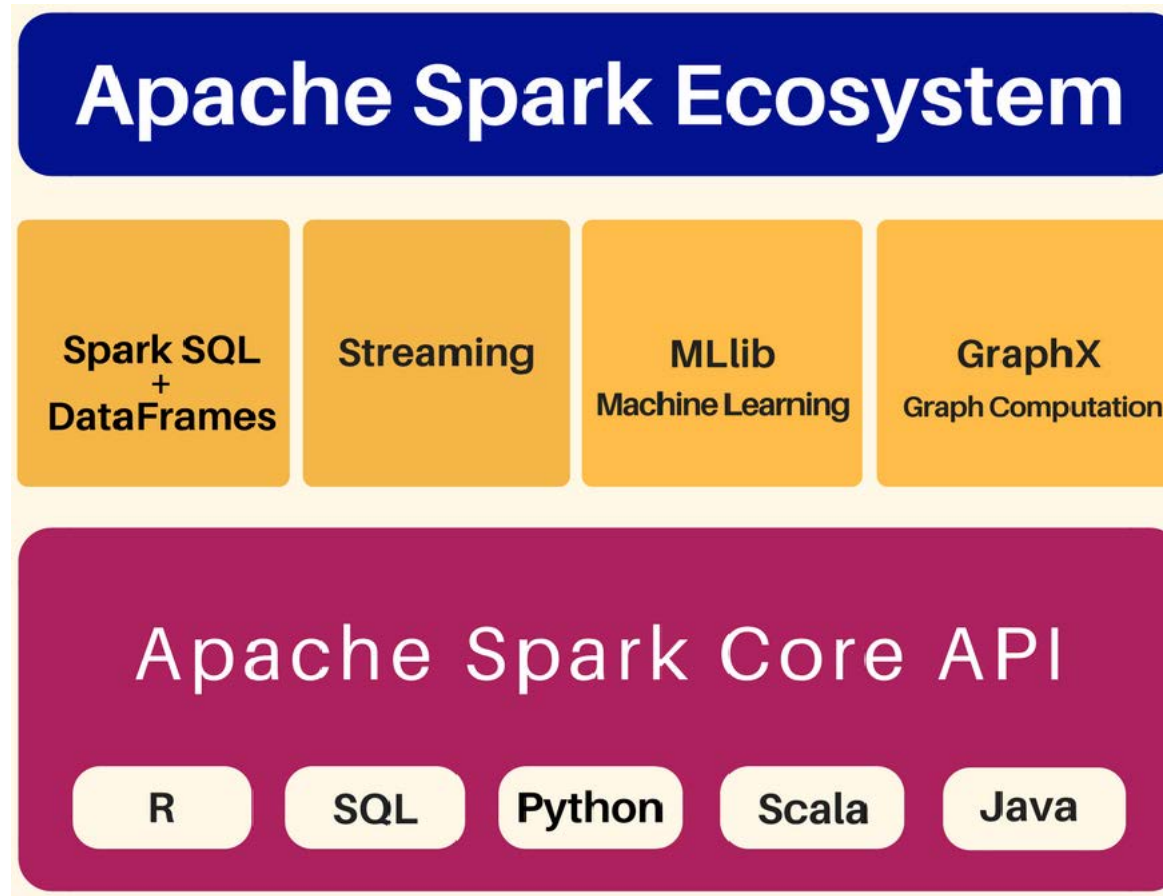 Apache Spark Ecosystem
Spark SQL
+
DataFrames
Streaming
MLlib
Machine Learning
GraphX
Graph Computation
Apache Spark Core API
R
SQL
Python
Scala
Java